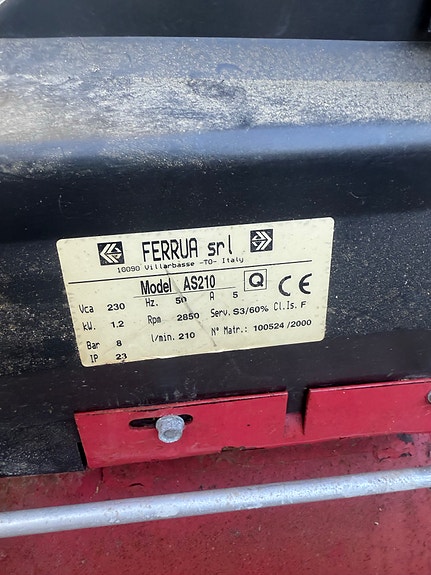 FERRUA srl
10090 Villarbasse -TO- Italy
Model AS210 Q CE
Vca 230 Hz. 50 A 5
kW. 1.2 Rpm 2850 Serv. S3/60% Cl.Is. F
Bar 8 l/min. 210 N° Matr.: 100524 /2000
IP 23